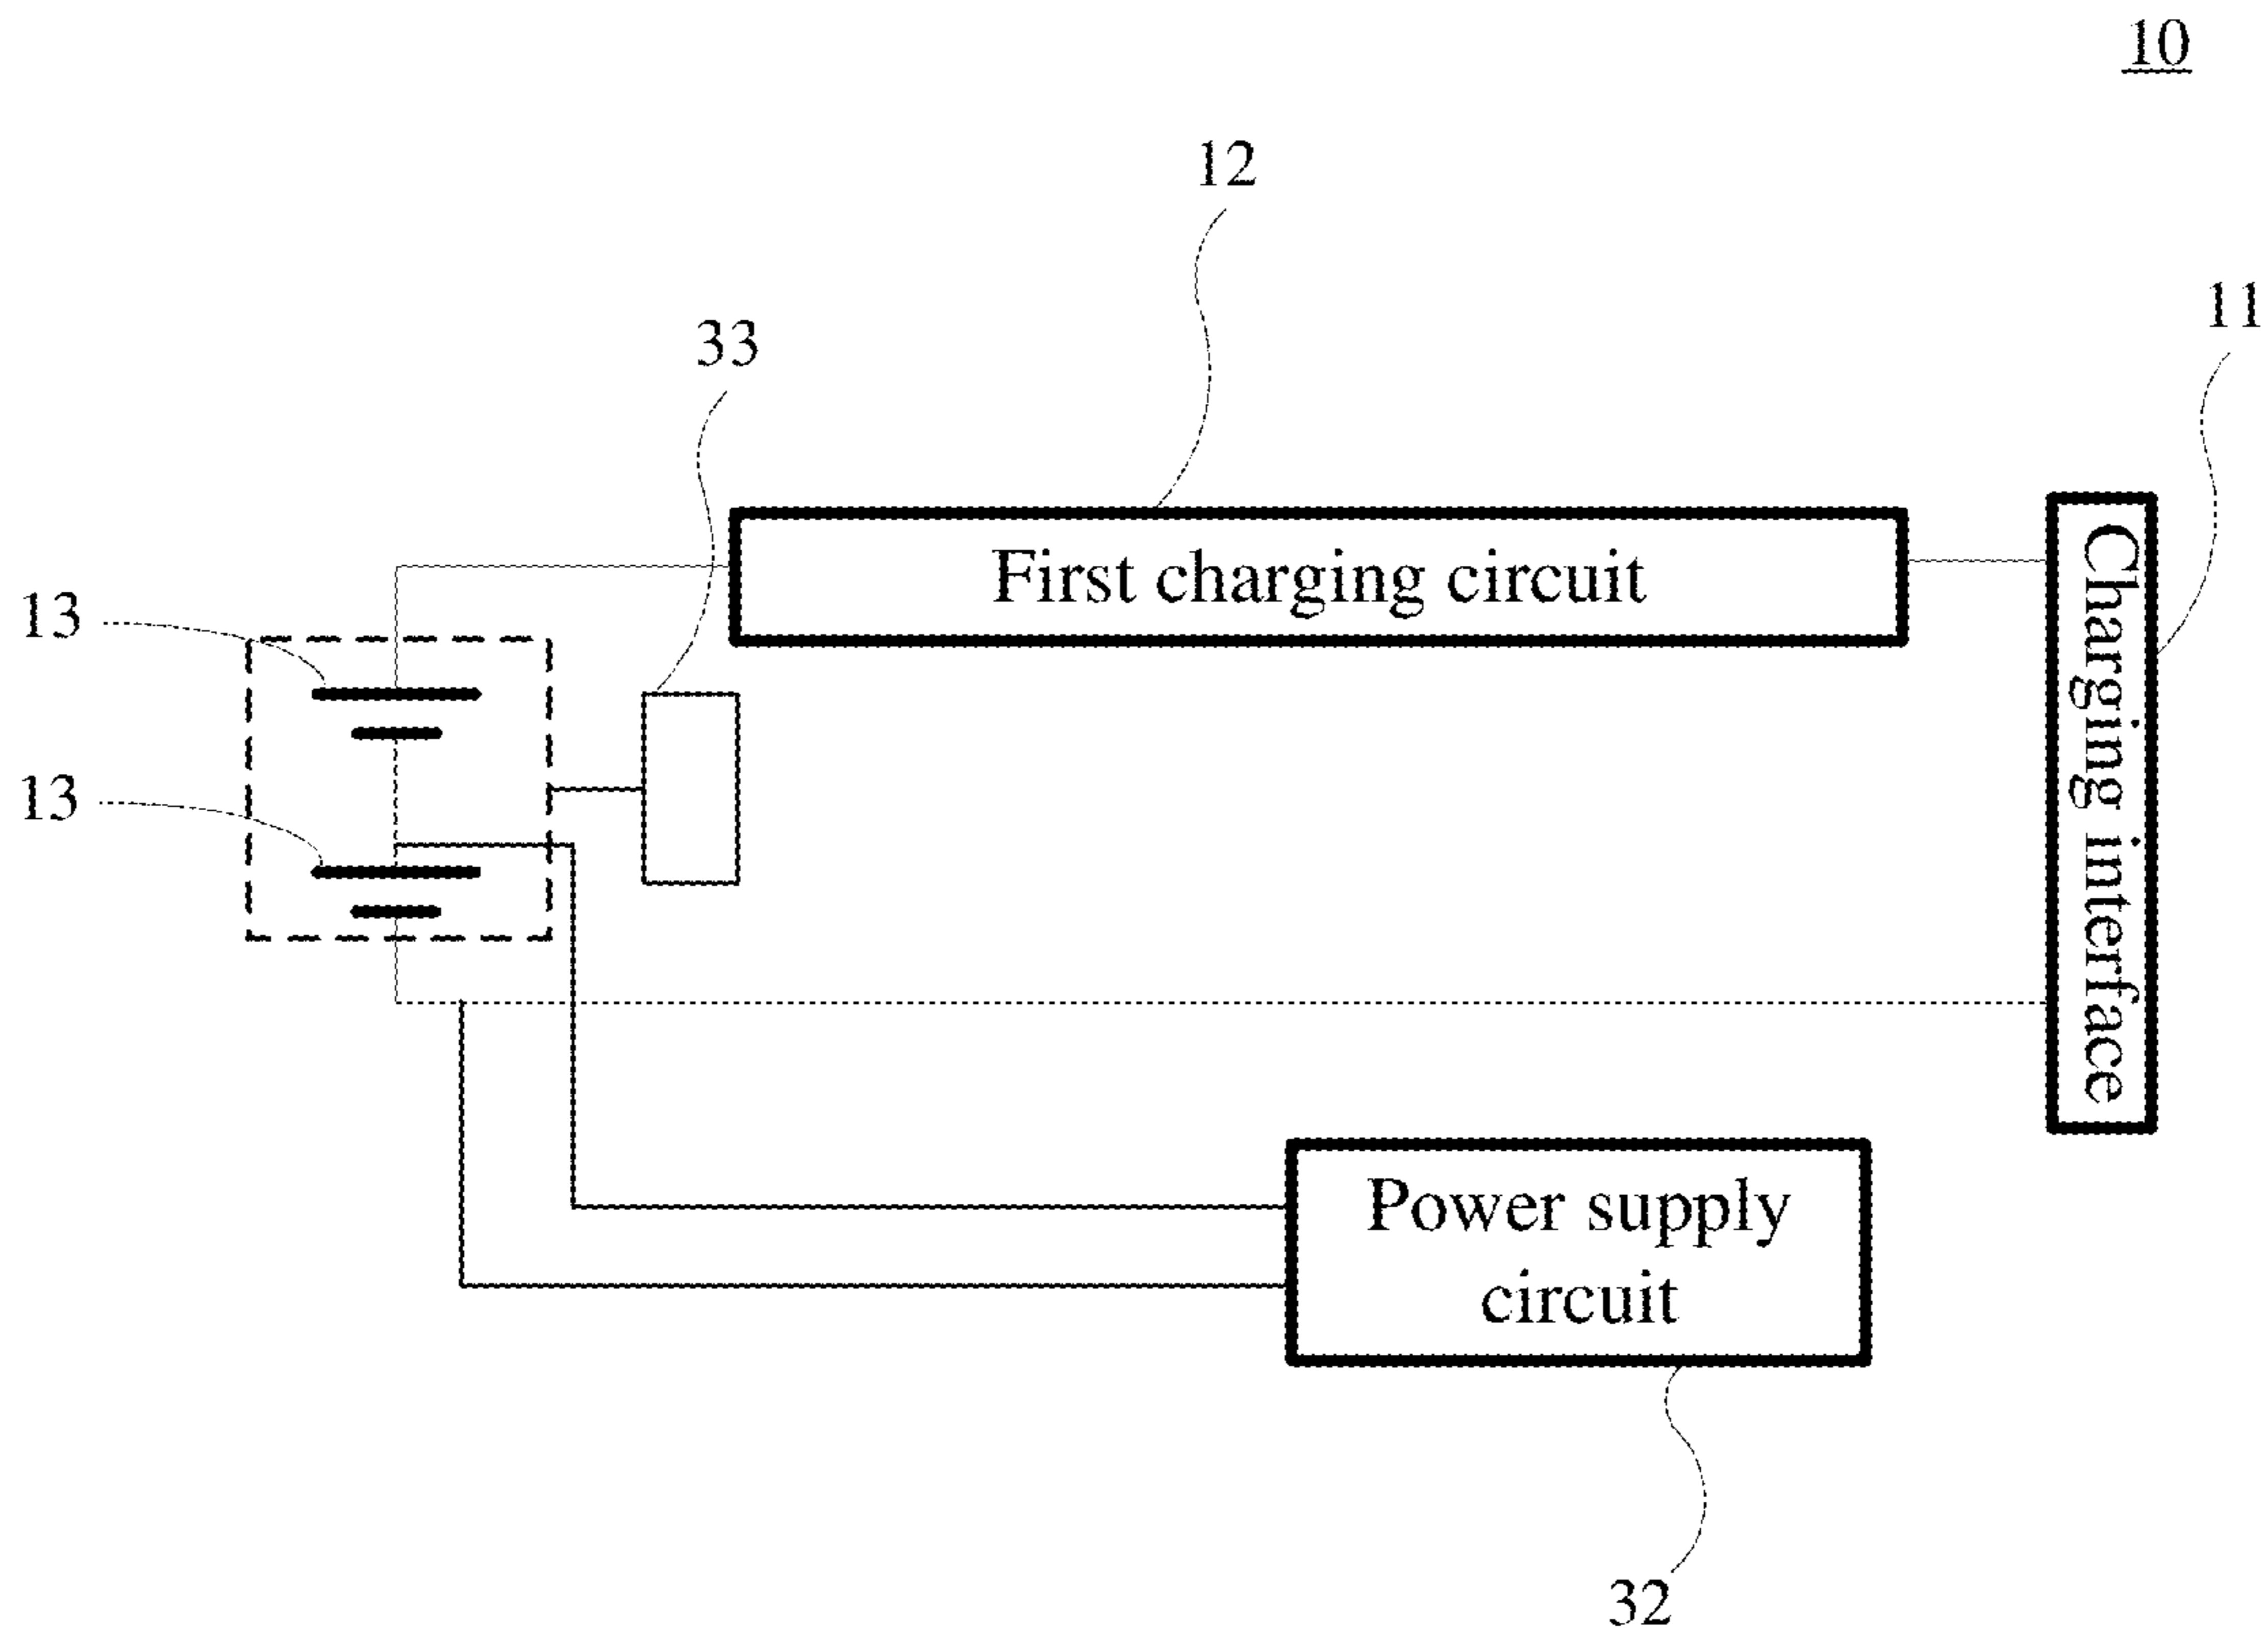 10
12
11
33
First charging circuit
13
13
Charging interface
Power supply
circuit
32